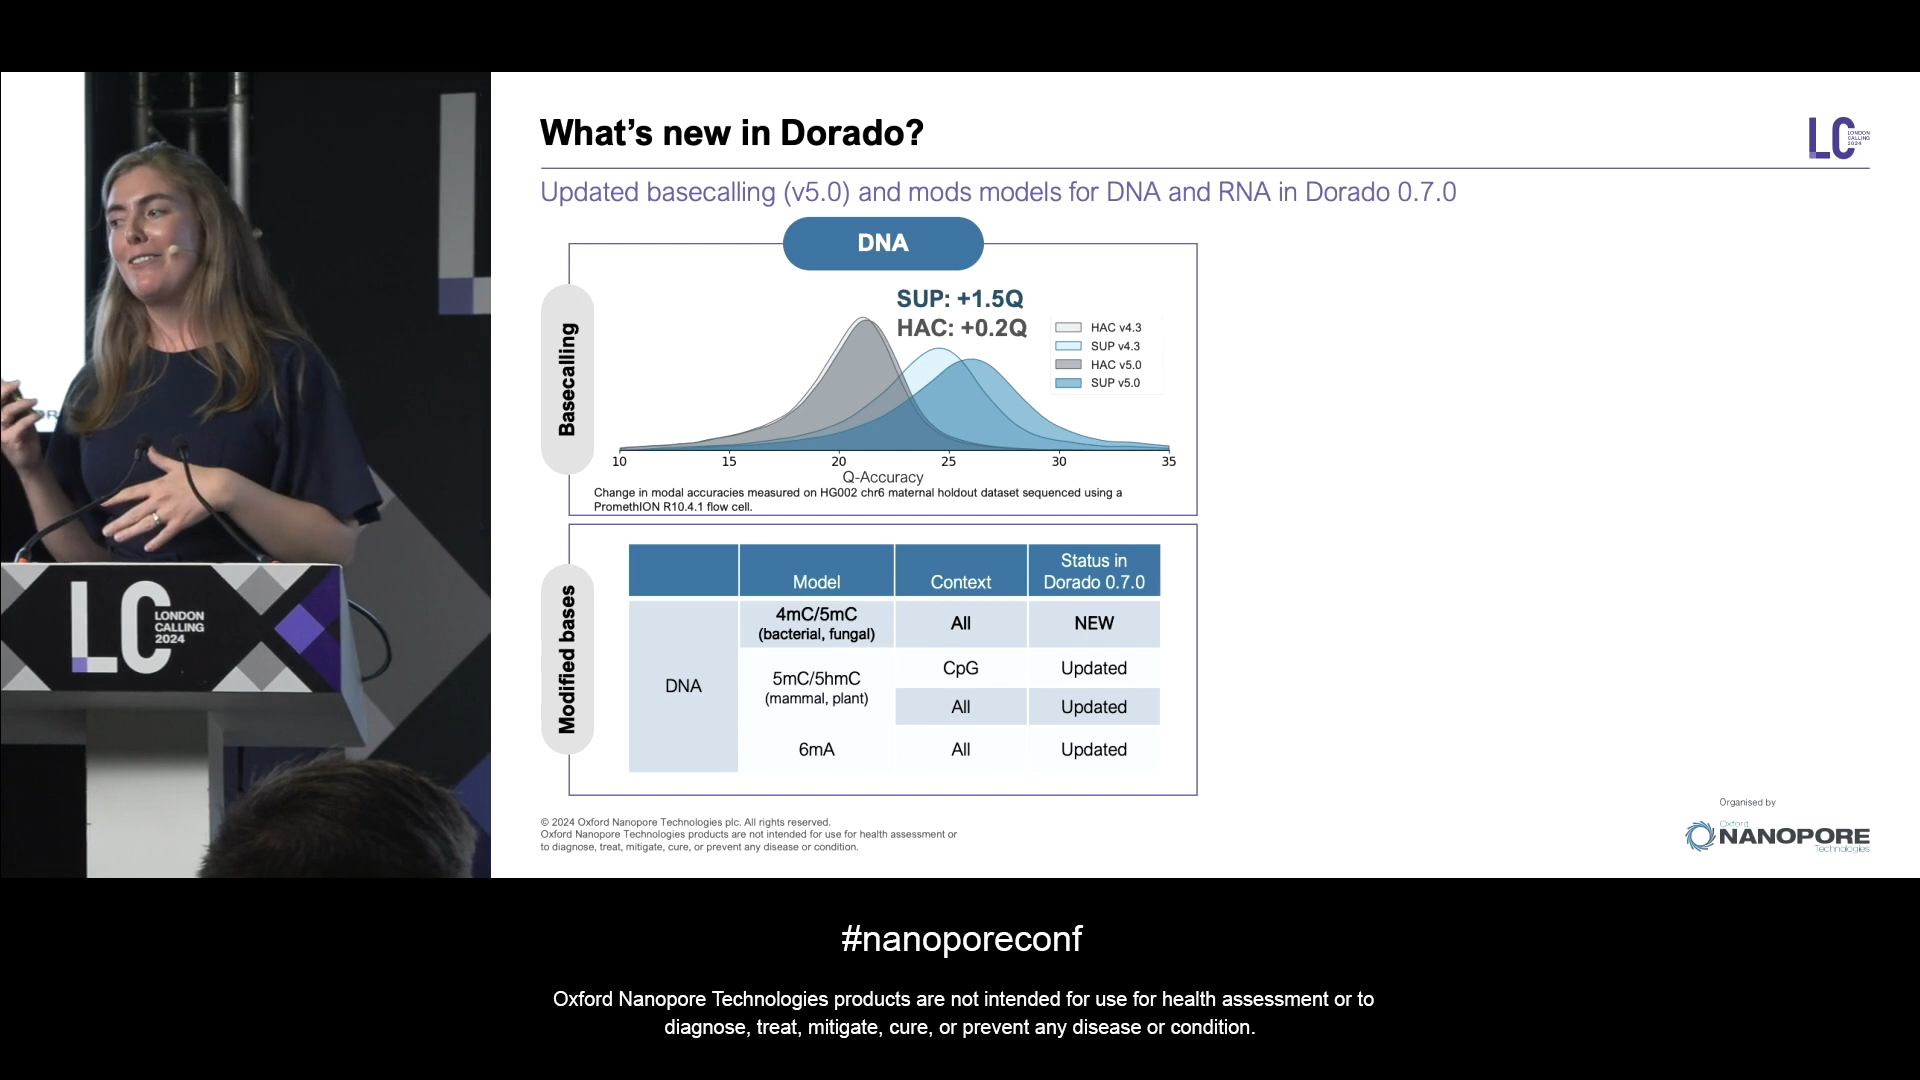 What's new in Dorado?
LC
LONDON
CALLING
2024
Updated basecalling (v5.0) and mods models for DNA and RNA in Dorado 0.7.0
DNA
Basecalling
SUP: +1.5Q
HAC: +0.2Q
HAC v4.3
SUP v4.3
HAC v5.0
SUP v5.0
10 15 20 25 30 35
Q-Accuracy
Change in modal accuracies measured on HG002 chr6 maternal holdout dataset sequenced using a
PromethION R10.4.1 flow cell.
Modified bases
Model Context Status in
Dorado 0.7.0
DNA
4mC/5mC
(bacterial, fungal)
All NEW
5mC/5hmC
(mammal, plant)
CpG Updated
All Updated
6mA All Updated
© 2024 Oxford Nanopore Technologies plc. All rights reserved.
Oxford Nanopore Technologies products are not intended for use for health assessment or
to diagnose, treat, mitigate, cure, or prevent any disease or condition.
Organised by
Oxford
NANOPORE
Technologies
LC
LONDON
CALLING
2024
#nanoporeconf
Oxford Nanopore Technologies products are not intended for use for health assessment or to
diagnose, treat, mitigate, cure, or prevent any disease or condition.